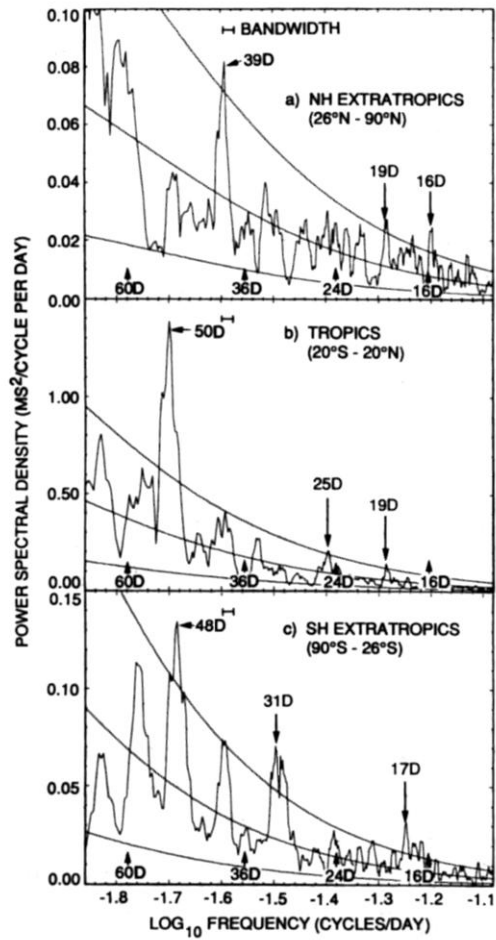 POWER SPECTRAL DENSITY (MS²/CYCLE PER DAY)
0.10
0.08
0.06
0.04
0.02
0.00
BANDWIDTH
39D
a) NH EXTRATROPICS
(26°N - 90°N)
19D
16D
60D 36D 24D 16D
1.00
0.50
0.00
50D
b) TROPICS
(20°S - 20°N)
25D
19D
60D 36D 24D 16D
0.15
0.10
0.05
0.00
48D
c) SH EXTRATROPICS
(90°S - 26°S)
31D
17D
60D 36D 24D 16D
-1.8 -1.7 -1.6 -1.5 -1.4 -1.3 -1.2 -1.1
LOG₁₀ FREQUENCY (CYCLES/DAY)